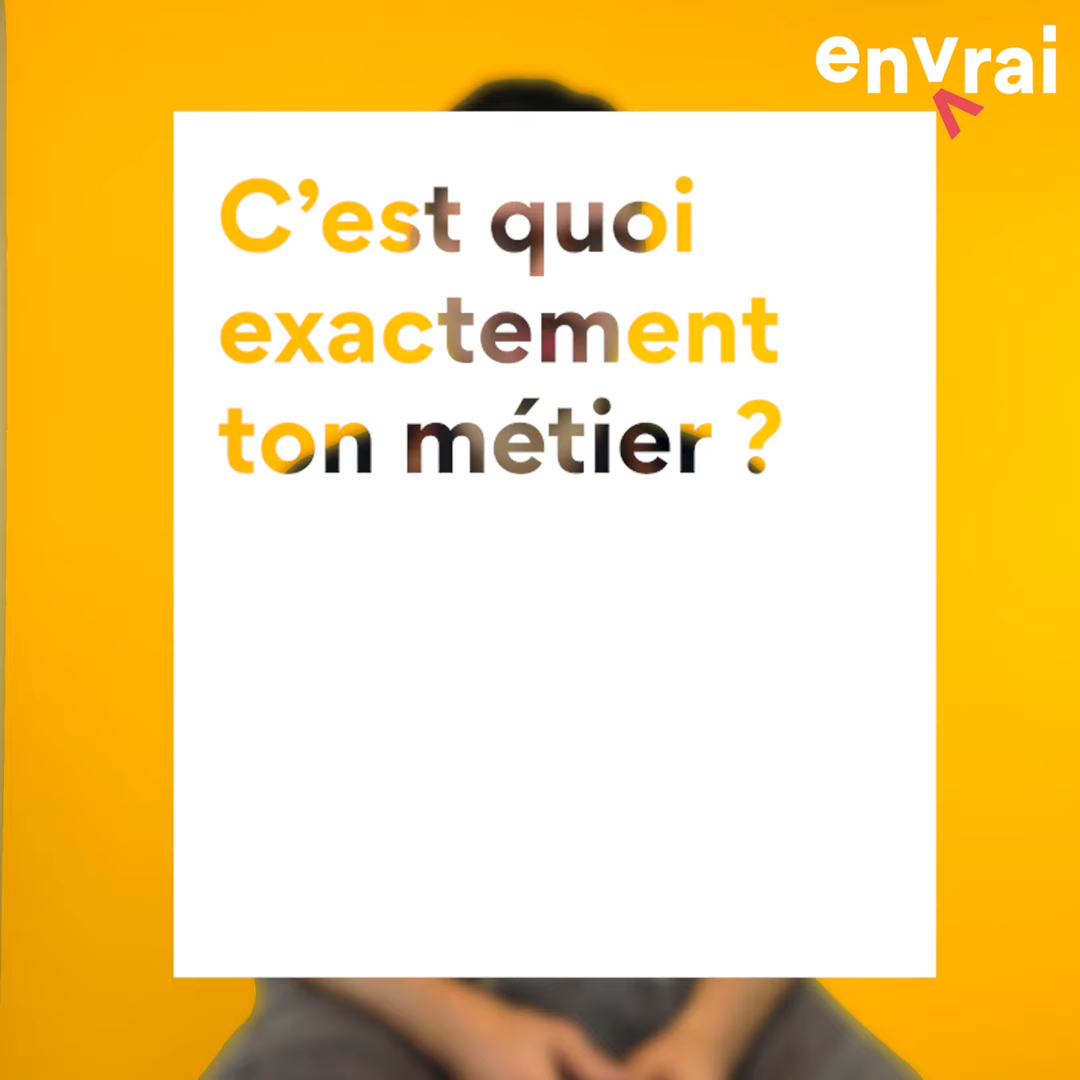 envrai
C’est quoi
exactement
ton métier ?